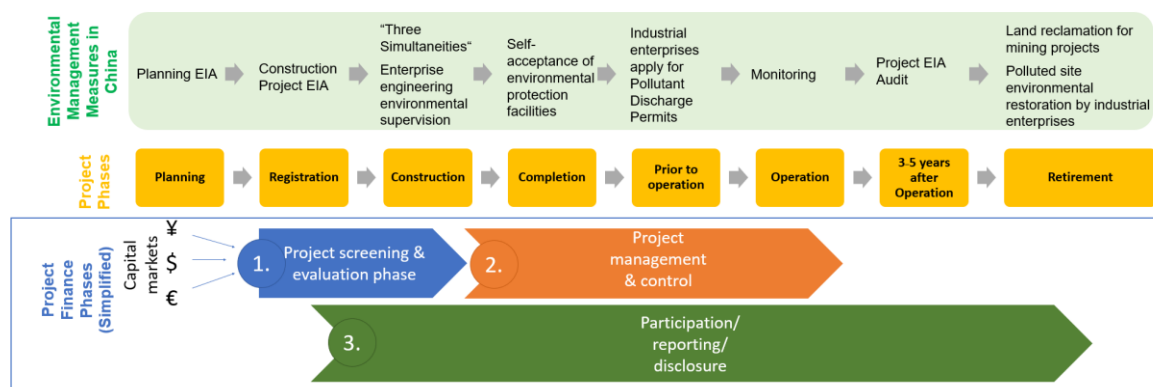 Environmental
Management
Measures in
China
Planning EIA
Construction
Project EIA
“Three
Simultaneities“
Enterprise
engineering
environmental
supervision
Self-
acceptance of
environmental
protection
facilities
Industrial
enterprises
apply for
Pollutant
Discharge
Permits
Monitoring
Project EIA
Audit
Land reclamation for
mining projects
Polluted site
environmental
restoration by industrial
enterprises
Project
Phases
Planning
Registration
Construction
Completion
Prior to
operation
Operation
3-5 years
after
Operation
Retirement
Project
Finance
Phases
(Simplified)
Capital
markets
¥
$
€
1.
Project screening &
evaluation phase
2.
Project
management
& control
3.
Participation/
reporting/
disclosure